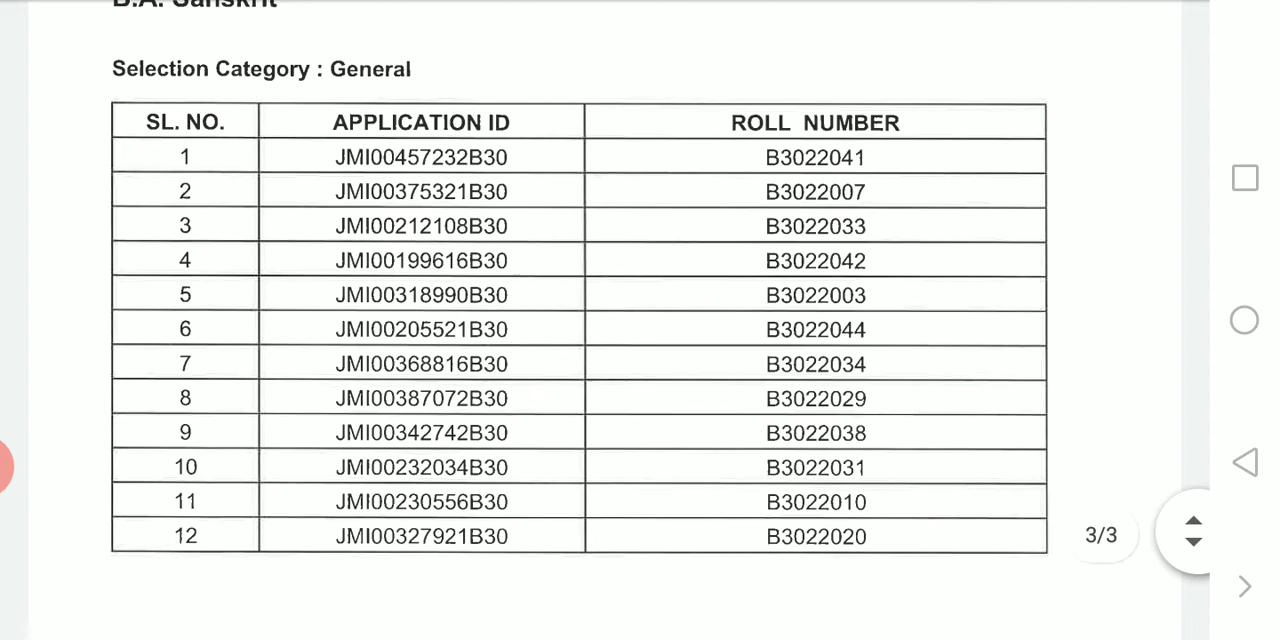 B.A. Sanskrit
Selection Category : General
SL. NO. APPLICATION ID ROLL NUMBER
1 JMI00457232B30 B3022041
2 JMI00375321B30 B3022007
3 JMI00212108B30 B3022033
4 JMI00199616B30 B3022042
5 JMI00318990B30 B3022003
6 JMI00205521B30 B3022044
7 JMI00368816B30 B3022034
8 JMI00387072B30 B3022029
9 JMI00342742B30 B3022038
10 JMI00232034B30 B3022031
11 JMI00230556B30 B3022010
12 JMI00327921B30 B3022020
3/3